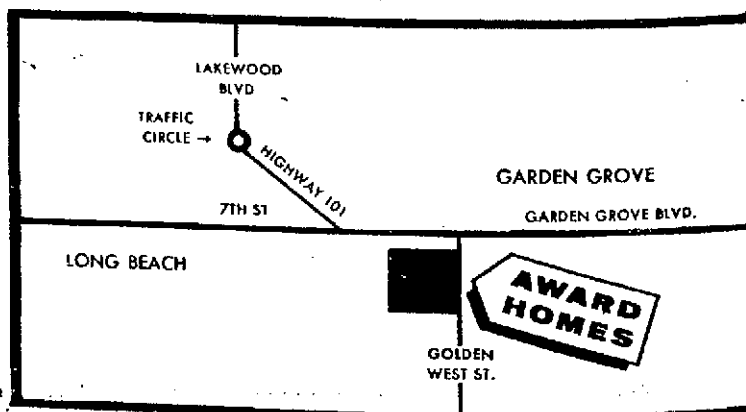 LAKEWOOD
BLVD
TRAFFIC
CIRCLE →
HIGHWAY 101
GARDEN GROVE
7TH ST
GARDEN GROVE BLVD.
LONG BEACH
AWARD
HOMES
GOLDEN
WEST ST.